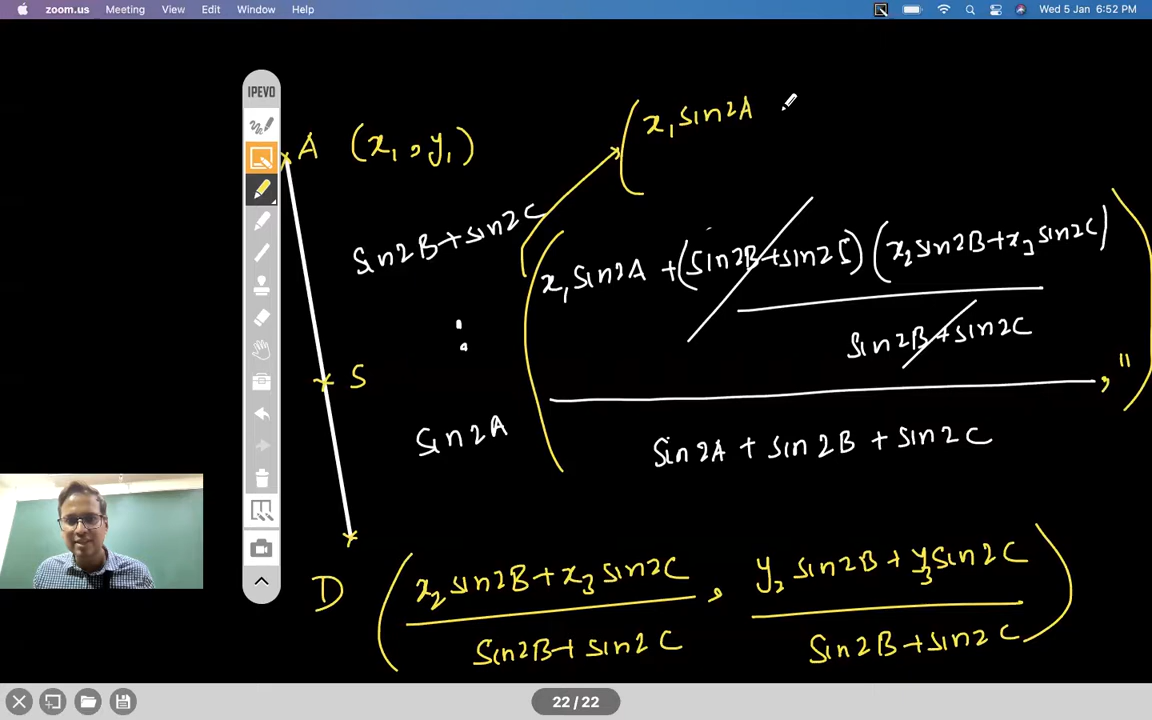 zoom.us Meeting View Edit Window Help Wed 5 Jan 6:52 PM
IPEVO
A (x₁, y₁)
(x₁ sin2A
sin2B + sin2C
:
sin2A
(x₁ sin2A + (sin2B + sin2C) (x₂ sin2B + x₃ sin2C)
sin2B + sin2C
, ")
sin2A + sin2B + sin2C
S
D (x₂ sin2B + x₃ sin2C , y₂ sin2B + y₃ sin2C)
sin2B + sin2C sin2B + sin2C
22/22